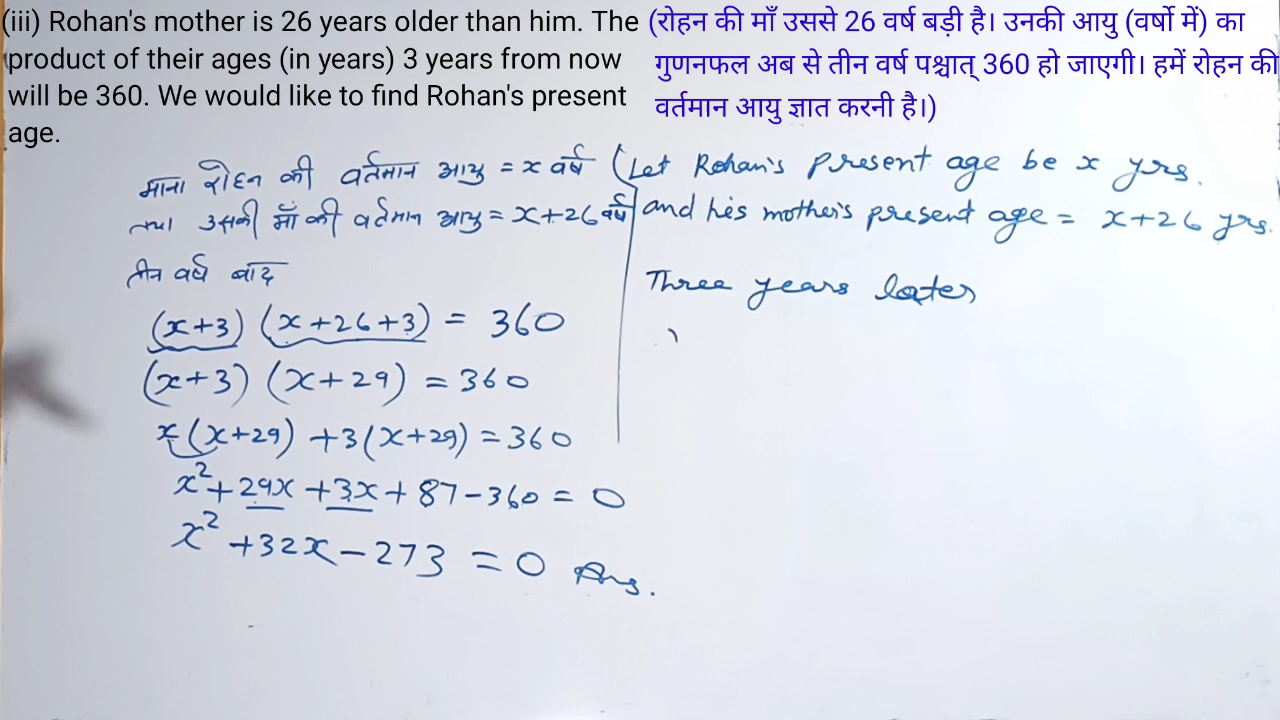 (iii) Rohan's mother is 26 years older than him. The
product of their ages (in years) 3 years from now
will be 360. We would like to find Rohan's present
age.
(रोहन की माँ उससे 26 वर्ष बड़ी है। उनकी आयु (वर्षो में) का
गुणनफल अब से तीन वर्ष पश्चात् 360 हो जाएगी। हमें रोहन की
वर्तमान आयु ज्ञात करनी है।)
माना रोहन की वर्तमान आयु = x वर्ष
तथा उसकी माँ की वर्तमान आयु = x+26 वर्ष
तीन वर्ष बाद
(x+3) (x+26+3) = 360
(x+3) (x+29) = 360
x(x+29) +3(x+29) = 360
x²+29x+3x+87-360 = 0
x²+32x-273 = 0 Ans.
(Let Rohan's present age be x yrs.
and his mother's present age = x+26 yrs.
Three years later